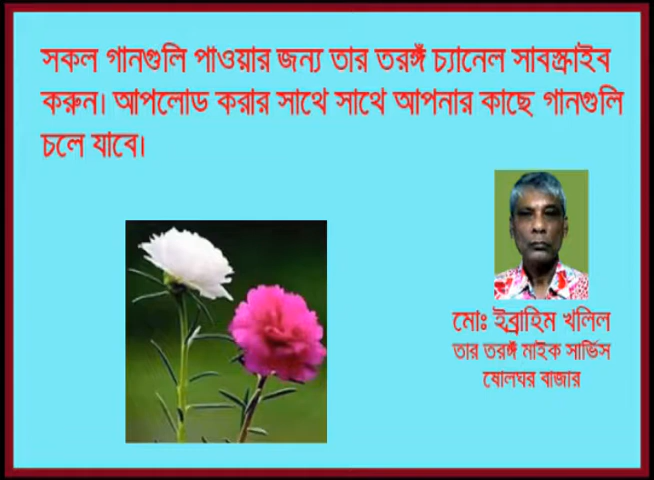 সকল গানগুলি পাওয়ার জন্য তার তরঙ্গঁ চ্যানেল সাবস্ক্রাইব
করুন। আপলোড করার সাথে সাথে আপনার কাছে গানগুলি
চলে যাবে।
মোঃ ইব্রাহিম খলিল
তার তরঙ্গঁ মাইক সার্ভিস
ষোলঘর বাজার